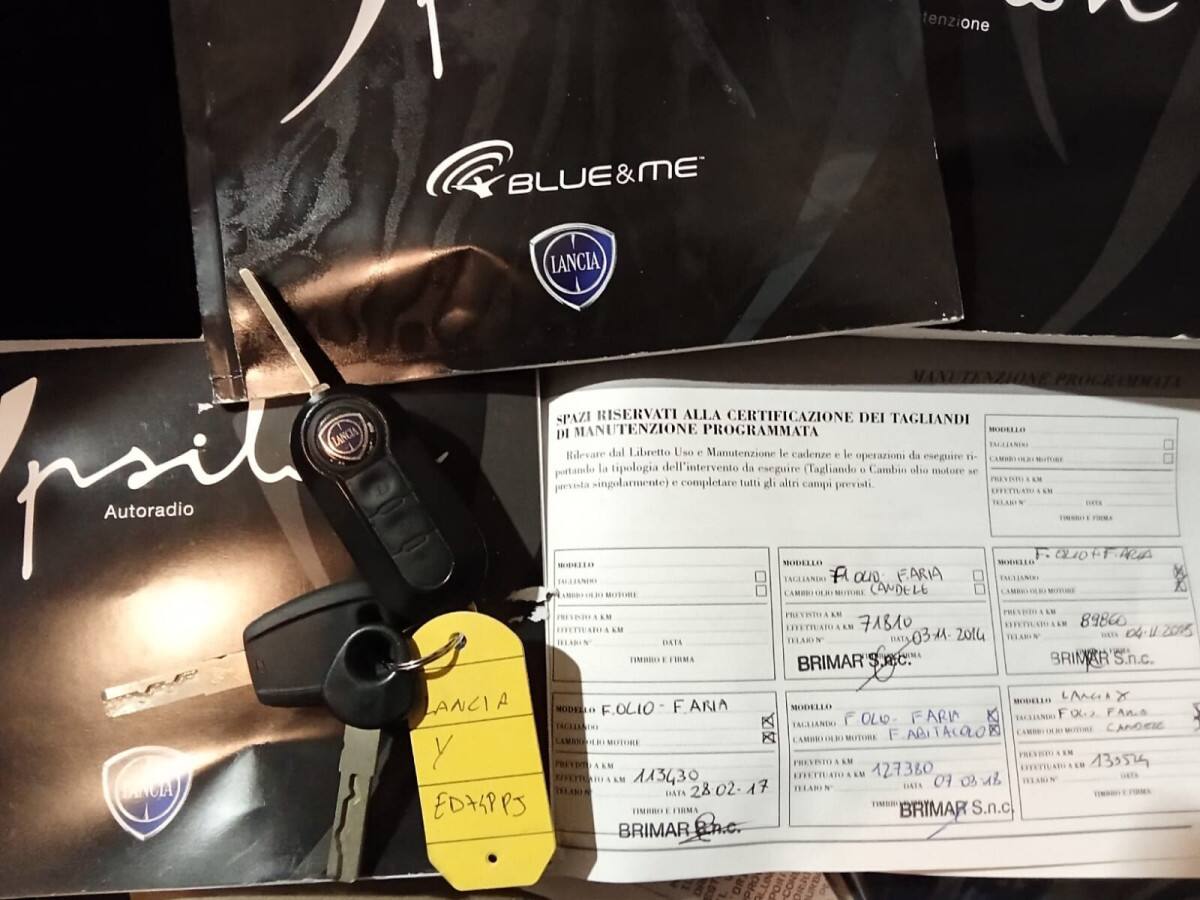 tenzione
BLUE&ME™
LANCIA
LANCIA
Autoradio
LANCIA
LANCIA
Y
MANUTENZIONE PROGRAMMATA
SPAZI RISERVATI ALLA CERTIFICAZIONE DEI TAGLIANDI
DI MANUTENZIONE PROGRAMMATA
Rilevare dal Libretto Uso e Manutenzione le cadenze e le operazioni da eseguire ri-
portando la tipologia dell'intervento da eseguire (Tagliando o Cambio olio motore se
prevista singolarmente) e completare tutti gli altri campi previsti.
MODELLO
TAGLIANDO
CAMBIO OLIO MOTORE
PREVISTO A KM
EFFETTUATO A KM
TELAIO N° DATA
TIMBRO E FIRMA
MODELLO
TAGLIANDO
CAMBIO OLIO MOTORE
PREVISTO A KM
EFFETTUATO A KM
TELAIO N° DATA
TIMBRO E FIRMA
MODELLO
TAGLIANDO F. OLIO - F.ARIA
CAMBIO OLIO MOTORE CANDELE
PREVISTO A KM
EFFETTUATO A KM 71810
TELAIO N° DATA 03-11-2014
BRIMAR S.n.c.
F. OLIO + F. ARIA
MODELLO
TAGLIANDO
CAMBIO OLIO MOTORE
PREVISTO A KM
EFFETTUATO A KM 89860
TELAIO N° DATA 04-11-2015
BRIMAR S.n.c.
MODELLO F.OLIO - F.ARIA
TAGLIANDO
CAMBIO OLIO MOTORE
PREVISTO A KM
EFFETTUATO A KM 113430
TELAIO N° DATA 28-02-17
TIMBRO E FIRMA
BRIMAR S.n.c.
MODELLO
TAGLIANDO F. OLIO - F ARIA
CAMBIO OLIO MOTORE F. ABITACOLO
PREVISTO A KM
EFFETTUATO A KM 127380
TELAIO N° DATA 07 03-18
BRIMAR S.n.c.
MODELLO LANCIA Y
TAGLIANDO
CAMBIO OLIO MOTORE CANDELE
PREVISTO A KM
EFFETTUATO A KM
TELAIO N° DATA
TIMBRO E FIRMA